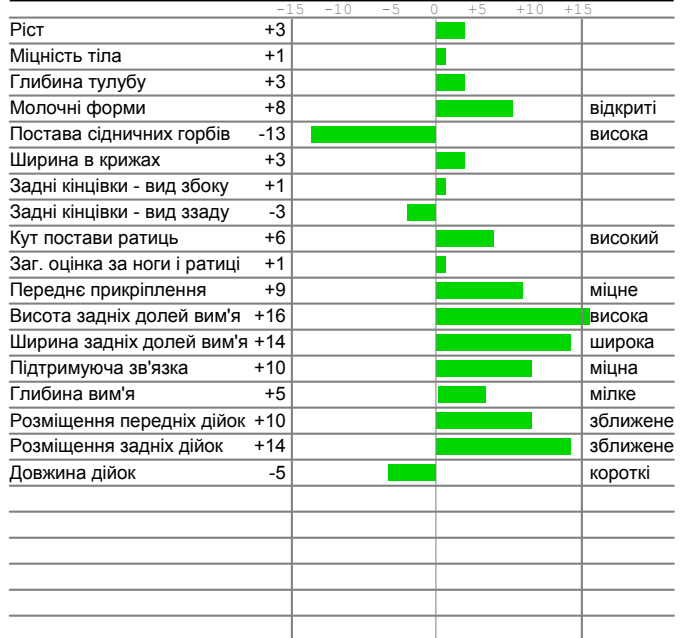 -15 -10 -5 0 +5 +10 +15
Ріст +3
Міцність тіла +1
Глибина тулубу +3
Молочні форми +8 відкриті
Постава сідничних горбів -13 висока
Ширина в крижах +3
Задні кінцівки - вид збоку +1
Задні кінцівки - вид ззаду -3
Кут постави ратиць +6 високий
Заг. оцінка за ноги і ратиці +1
Переднє прикріплення +9 міцне
Висота задніх долей вим'я +16 висока
Ширина задніх долей вим'я +14 широка
Підтримуюча зв'язка +10 міцна
Глибина вим'я +5 мілке
Розміщення передніх дійок +10 зближене
Розміщення задніх дійок +14 зближене
Довжина дійок -5 короткі